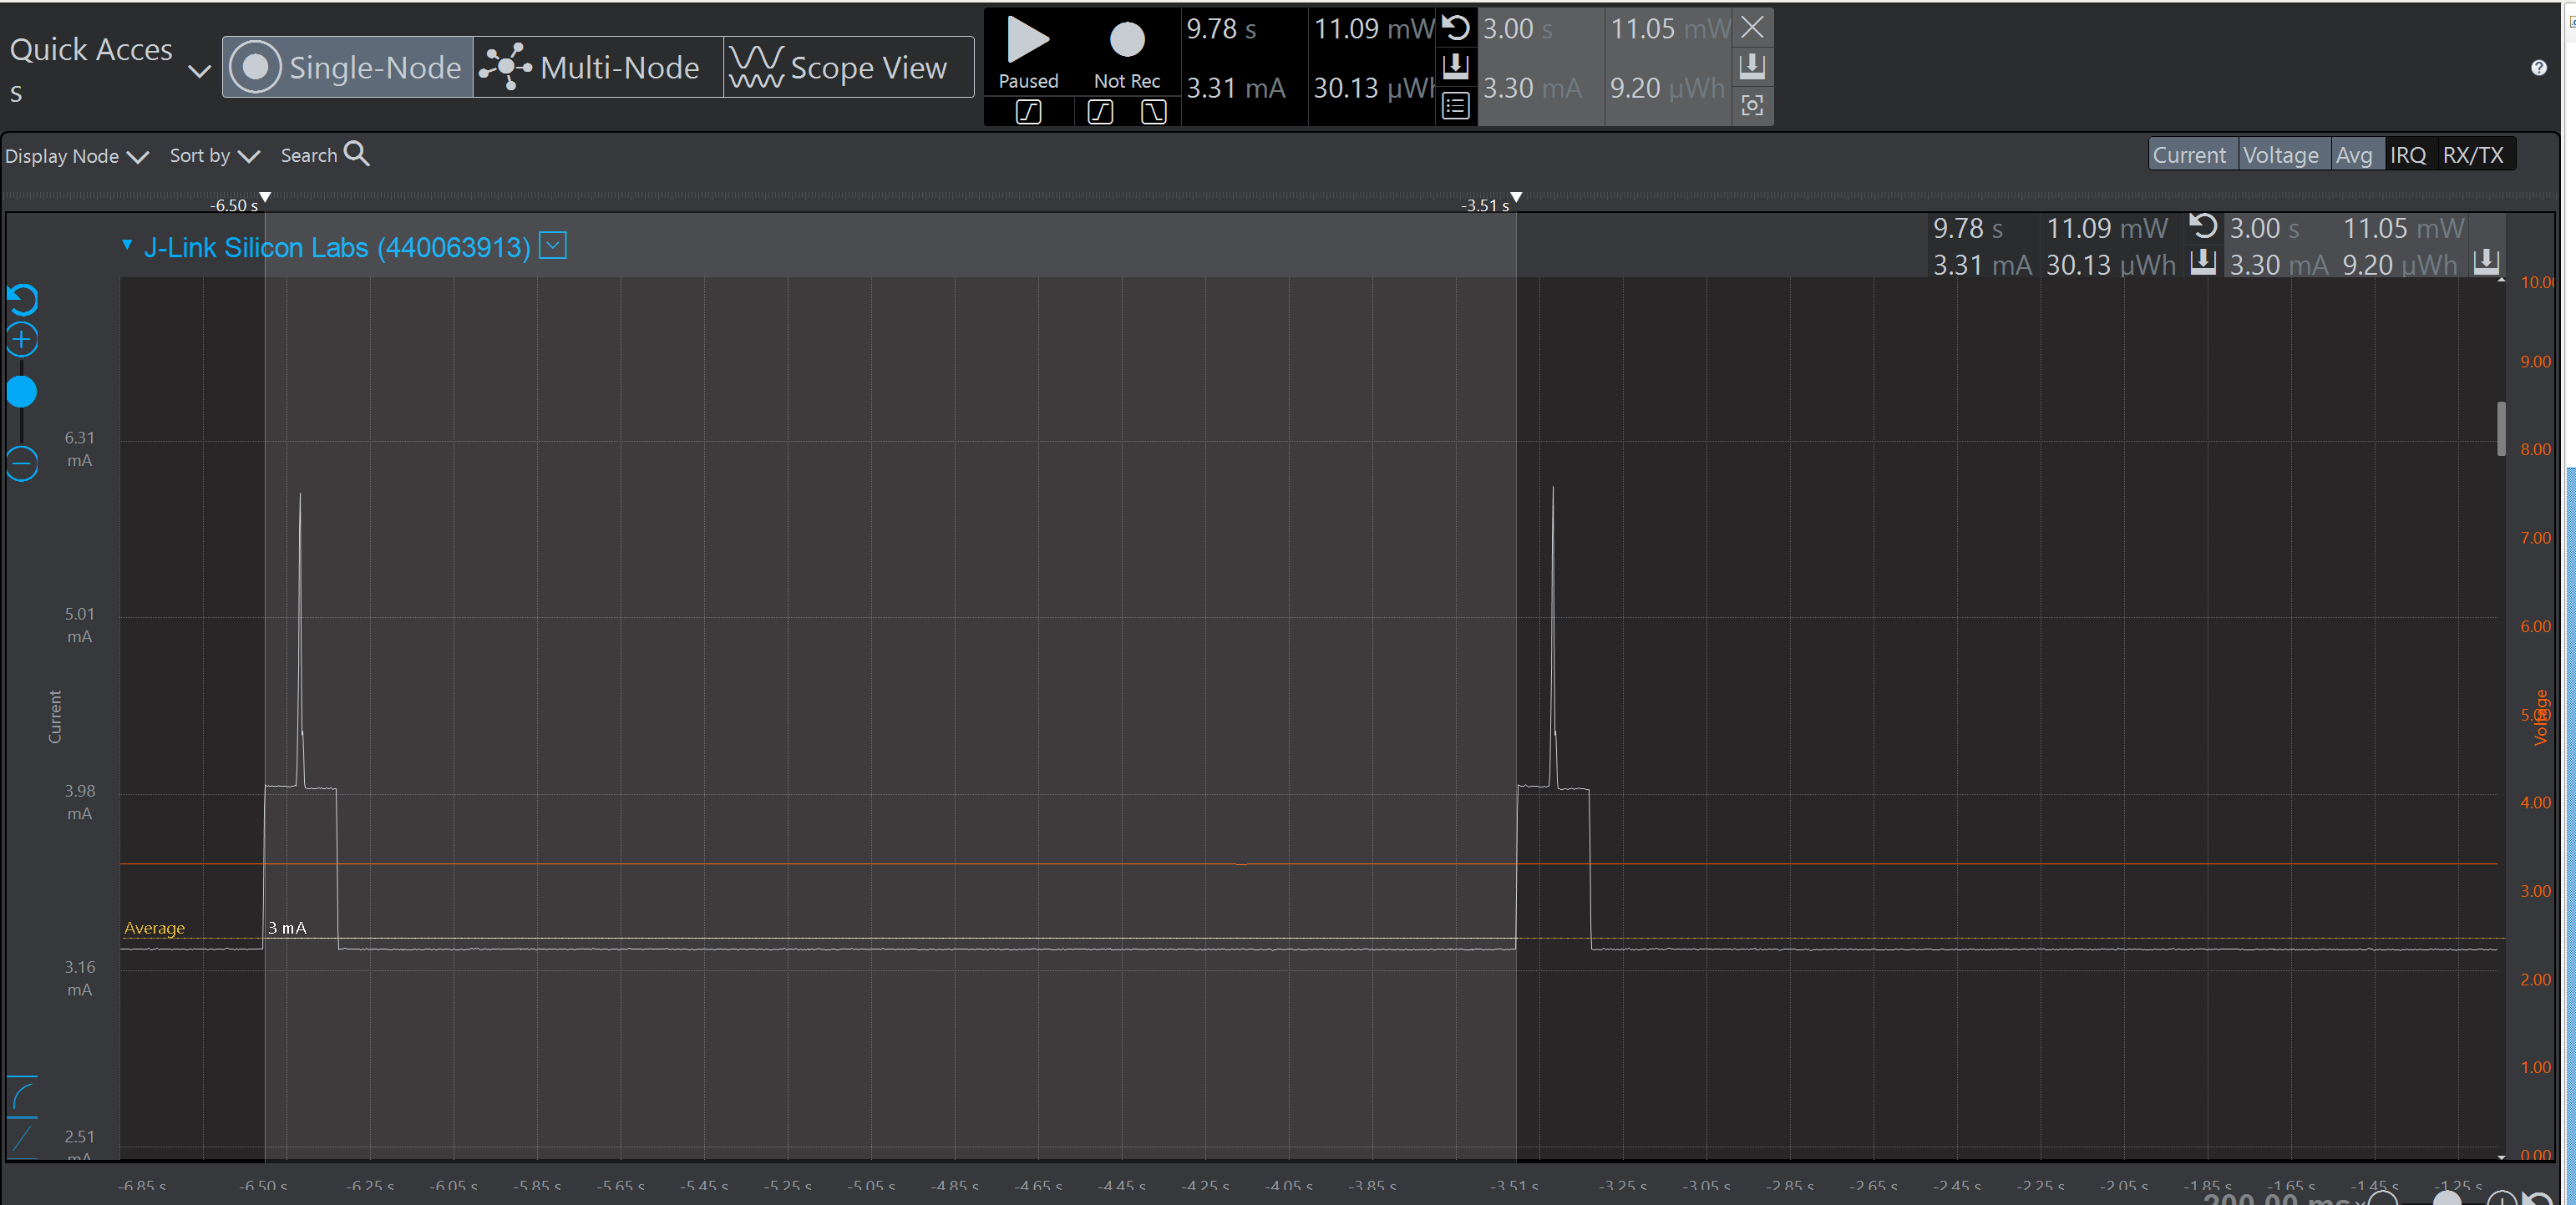 Quick Acces
s
Single-Node
Multi-Node
Scope View
Paused
Not Rec
9.78 s
11.09 mW
3.31 mA
30.13 µWh
3.00 s
11.05 mW
3.30 mA
9.20 µWh
Display Node
Sort by
Search
Current
Voltage
Avg
IRQ
RX/TX
-6.50 s
-3.51 s
J-Link Silicon Labs (440063913)
9.78 s
11.09 mW
3.00 s
11.05 mW
3.31 mA
30.13 µWh
3.30 mA
9.20 µWh
6.31
mA
5.01
mA
3.98
mA
3.16
mA
2.51
mA
Current
Average
3 mA
10.00
9.00
8.00
7.00
6.00
5.00
4.00
3.00
2.00
1.00
0.00
Voltage
-6.85 s
-6.50 s
-6.25 s
-6.05 s
-5.85 s
-5.65 s
-5.45 s
-5.25 s
-5.05 s
-4.85 s
-4.65 s
-4.45 s
-4.25 s
-4.05 s
-3.85 s
-3.51 s
-3.25 s
-3.05 s
-2.85 s
-2.65 s
-2.45 s
-2.25 s
-2.05 s
-1.85 s
-1.65 s
-1.45 s
-1.25 s
200.00 ms